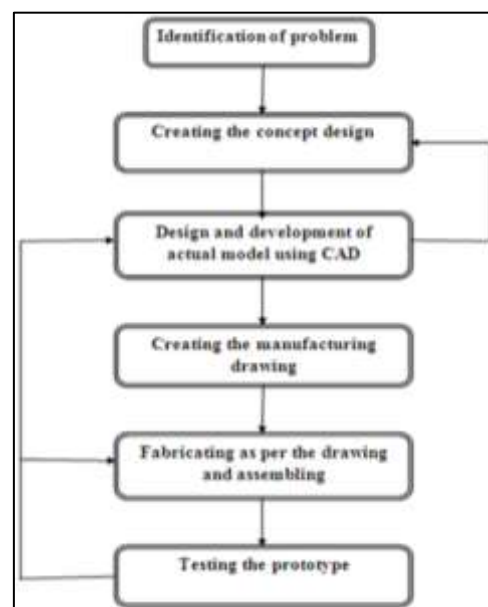 Identification of problem
Creating the concept design
Design and development of
actual model using CAD
Creating the manufacturing
drawing
Fabricating as per the drawing
and assembling
Testing the prototype